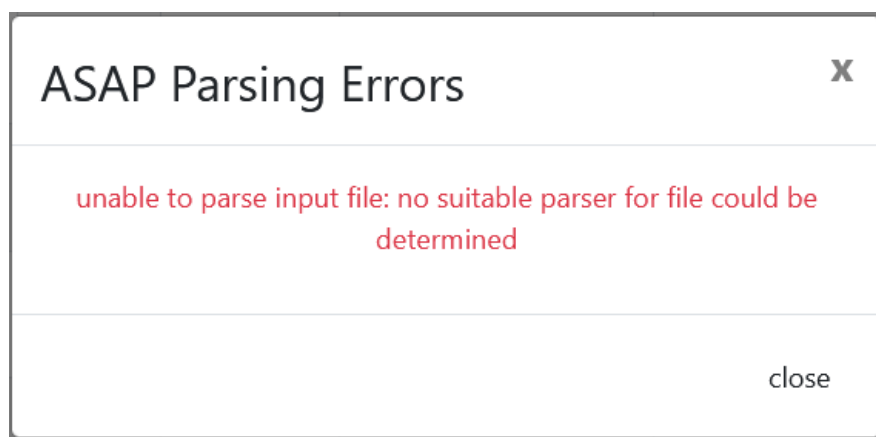 ASAP Parsing Errors
x
unable to parse input file: no suitable parser for file could be
determined
close